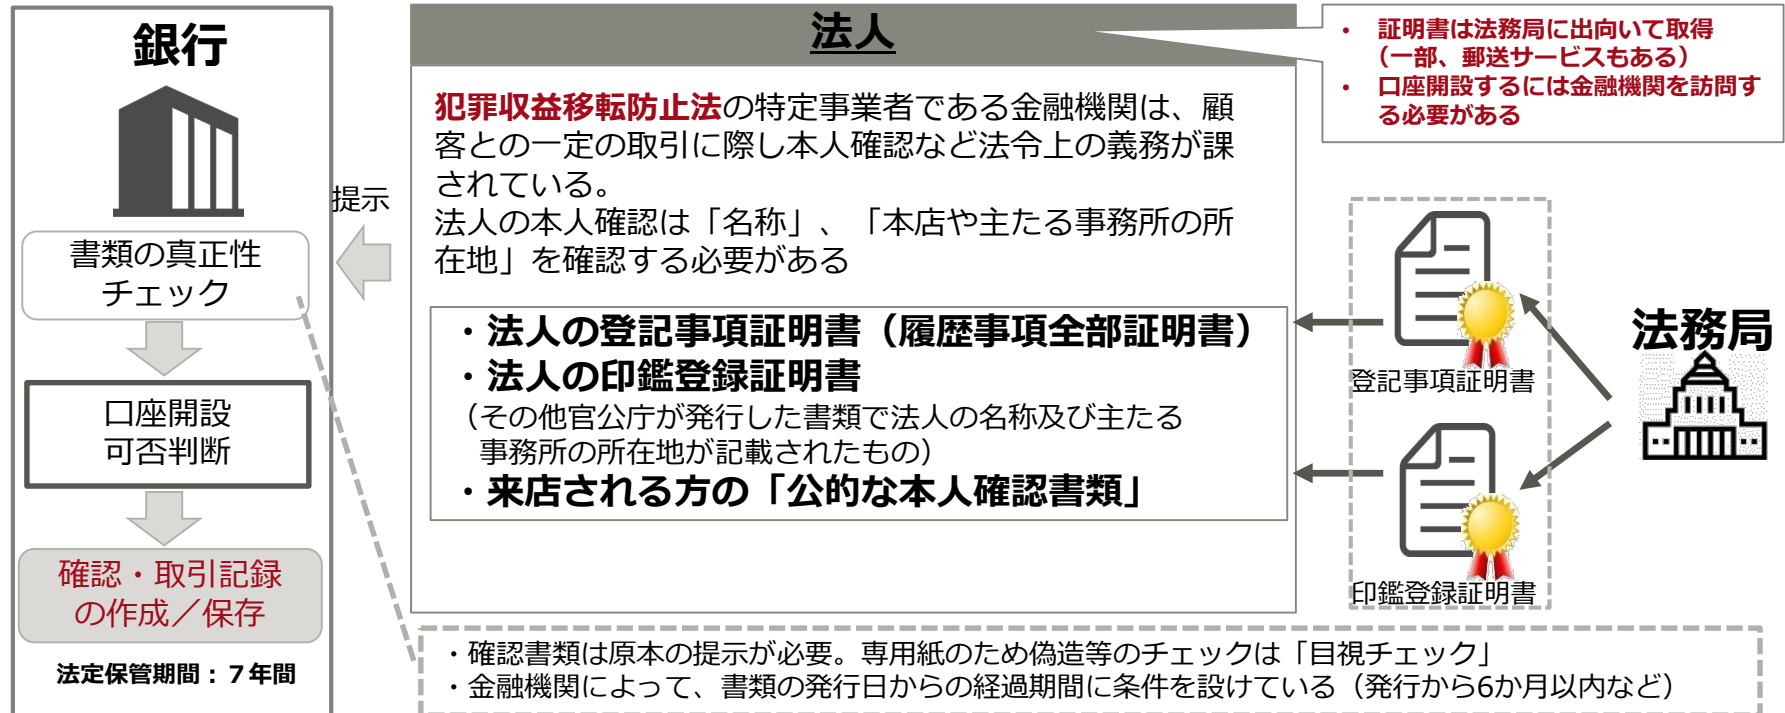 銀行
書類の真正性
チェック
口座開設
可否判断
確認・取引記録
の作成／保存
法定保管期間：７年間
提示
法人
犯罪収益移転防止法の特定事業者である金融機関は、顧
客との一定の取引に際し本人確認など法令上の義務が課
されている。
法人の本人確認は「名称」、「本店や主たる事務所の所
在地」を確認する必要がある
・法人の登記事項証明書（履歴事項全部証明書）
・法人の印鑑登録証明書
（その他官公庁が発行した書類で法人の名称及び主たる
事務所の所在地が記載されたもの）
・来店される方の「公的な本人確認書類」
• 証明書は法務局に出向いて取得
（一部、郵送サービスもある）
• 口座開設するには金融機関を訪問す
る必要がある
登記事項証明書
印鑑登録証明書
法務局
・確認書類は原本の提示が必要。専用紙のため偽造等のチェックは「目視チェック」
・金融機関によって、書類の発行日からの経過期間に条件を設けている（発行から6か月以内など）